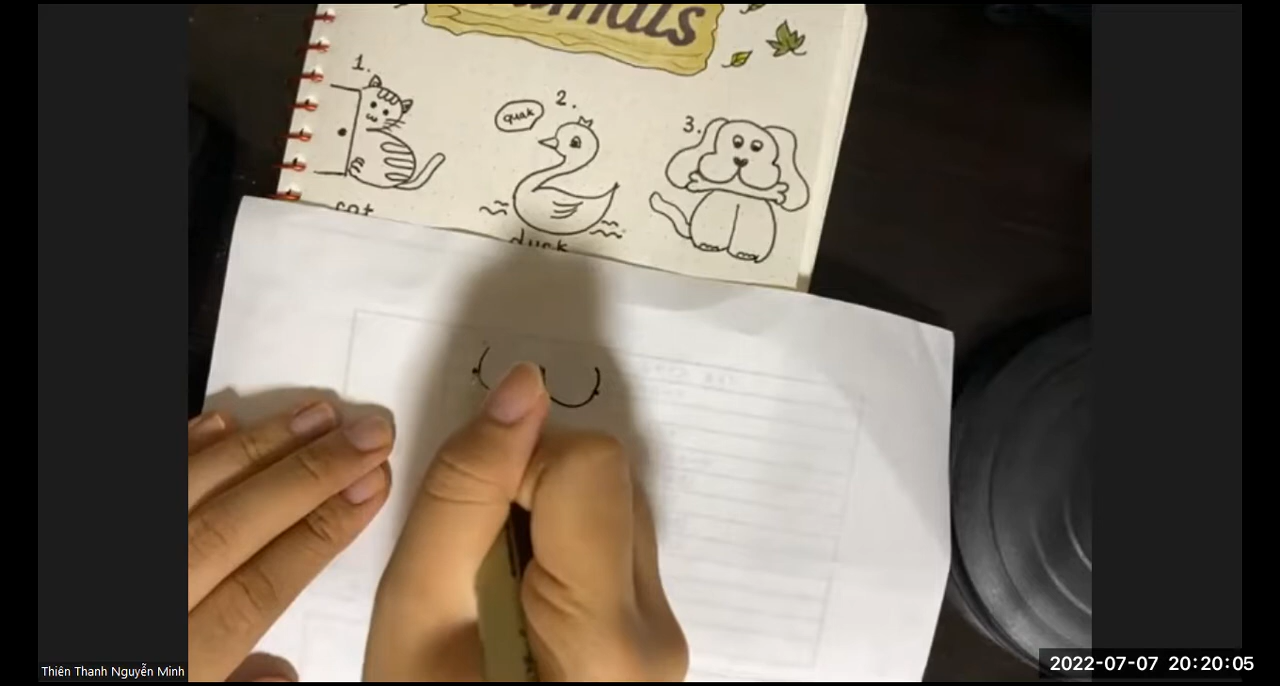 1.
2.
quak
3.
cat
duck
Thiên Thanh Nguyễn Minh
2022-07-07 20:20:05